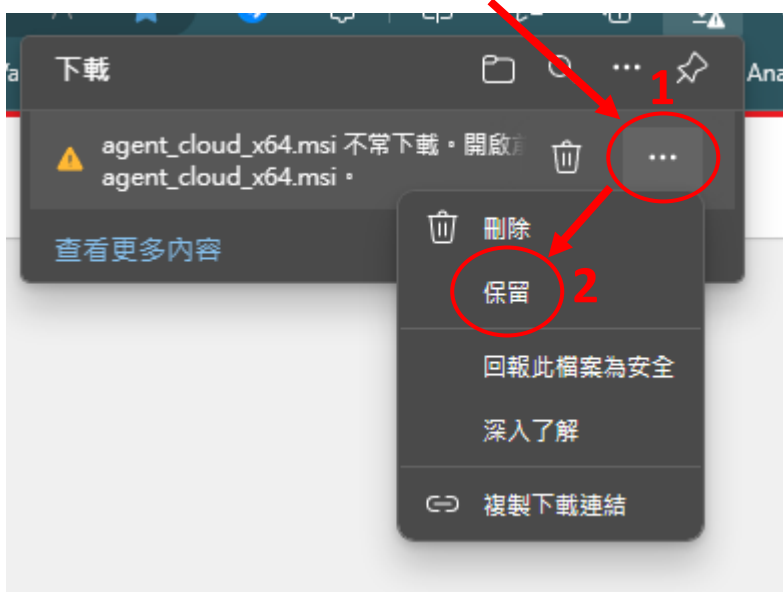 Ana
下載
1
agent_cloud_x64.msi 不常下載。開啟
agent_cloud_x64.msi。
刪除
查看更多內容
保留
2
回報此檔案為安全
深入了解
複製下載連結